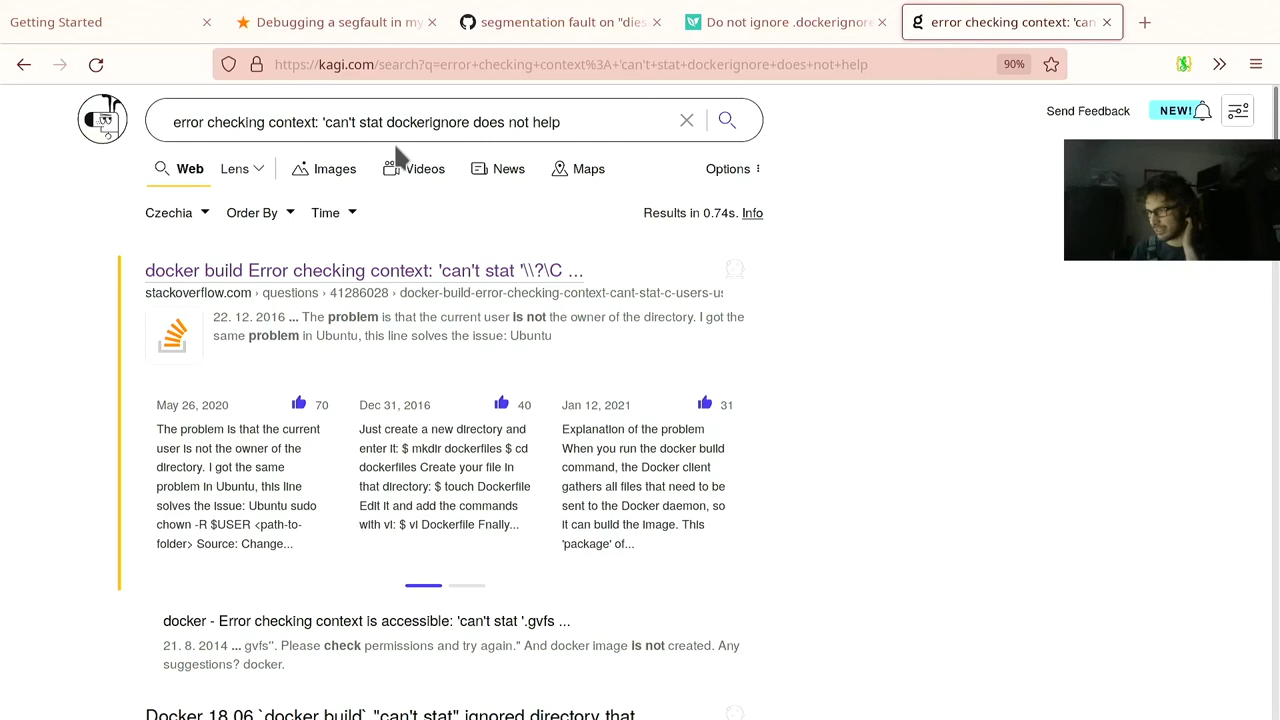 Getting Started
Debugging a segfault in my
segmentation fault on "dies
Do not ignore .dockerignore
error checking context: 'can
https://kagi.com/search?q=error+checking+context%3A+'can't+stat+dockerignore+does+not+help
90%
error checking context: 'can't stat dockerignore does not help
Send Feedback
NEW!
Web
Lens
Images
Videos
News
Maps
Options
Czechia
Order By
Time
Results in 0.74s. Info
docker build Error checking context: 'can't stat '\\?\C ...
stackoverflow.com › questions › 41286028 › docker-build-error-checking-context-cant-stat-c-users-us
22. 12. 2016 ... The problem is that the current user is not the owner of the directory. I got the
same problem in Ubuntu, this line solves the issue: Ubuntu
May 26, 2020
70
The problem is that the current
user is not the owner of the
directory. I got the same
problem in Ubuntu, this line
solves the issue: Ubuntu sudo
chown -R $USER <path-to-
folder> Source: Change...
Dec 31, 2016
40
Just create a new directory and
enter it: $ mkdir dockerfiles $ cd
dockerfiles Create your file in
that directory: $ touch Dockerfile
Edit it and add the commands
with vi: $ vi Dockerfile Fnally...
Jan 12, 2021
31
Explanation of the problem
When you run the docker build
command, the Docker client
gathers all files that need to be
sent to the Docker daemon, so
it can build the image. This
'package' of...
docker - Error checking context is accessible: 'can't stat '.gvfs ...
21. 8. 2014 ... gvfs''. Please check permissions and try again." And docker image is not created. Any
suggestions? docker.
Docker 18.06 `docker build` "can't stat" ignored directory that